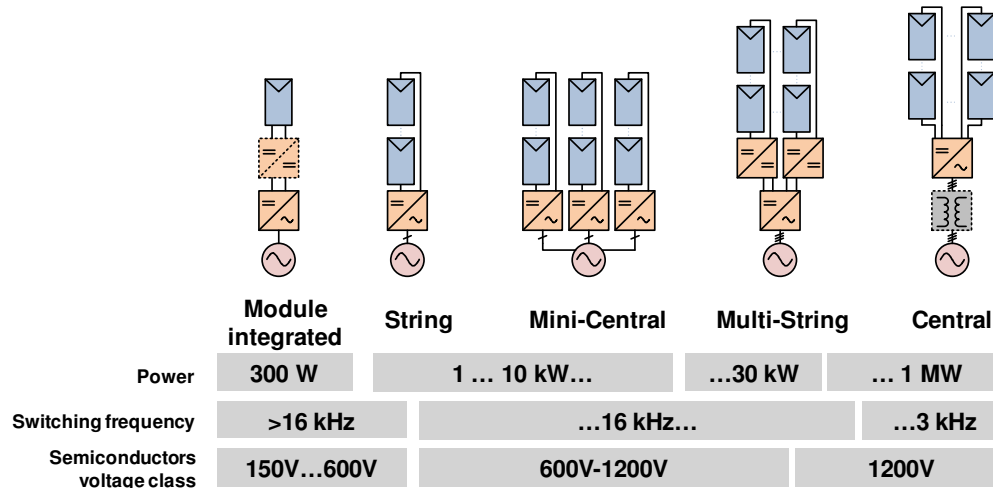 Module
integrated
String
Mini-Central
Multi-String
Central
Power
300 W
1 ... 10 kW...
...30 kW
... 1 MW
Switching frequency
>16 kHz
...16 kHz...
...3 kHz
Semiconductors
voltage class
150V...600V
600V-1200V
1200V